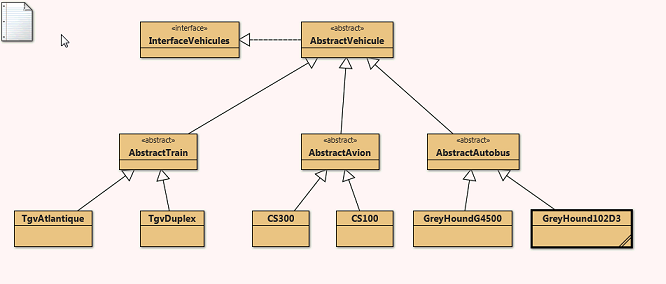 «interface»
InterfaceVehicules
«abstract»
AbstractVehicule
«abstract»
AbstractTrain
«abstract»
AbstractAvion
«abstract»
AbstractAutobus
TgvAtlantique
TgvDuplex
CS300
CS100
GreyHoundG4500
GreyHound102D3